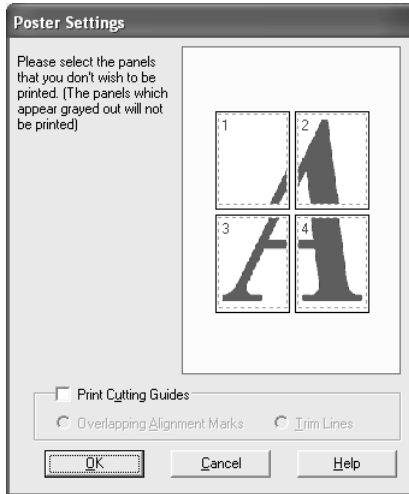 Poster Settings
Please select the panels
that you don't wish to be
printed. (The panels which
appear grayed out will not
be printed)
1 2
3 4
A
Print Cutting Guides
Overlapping Alignment Marks Trim Lines
OK Cancel Help